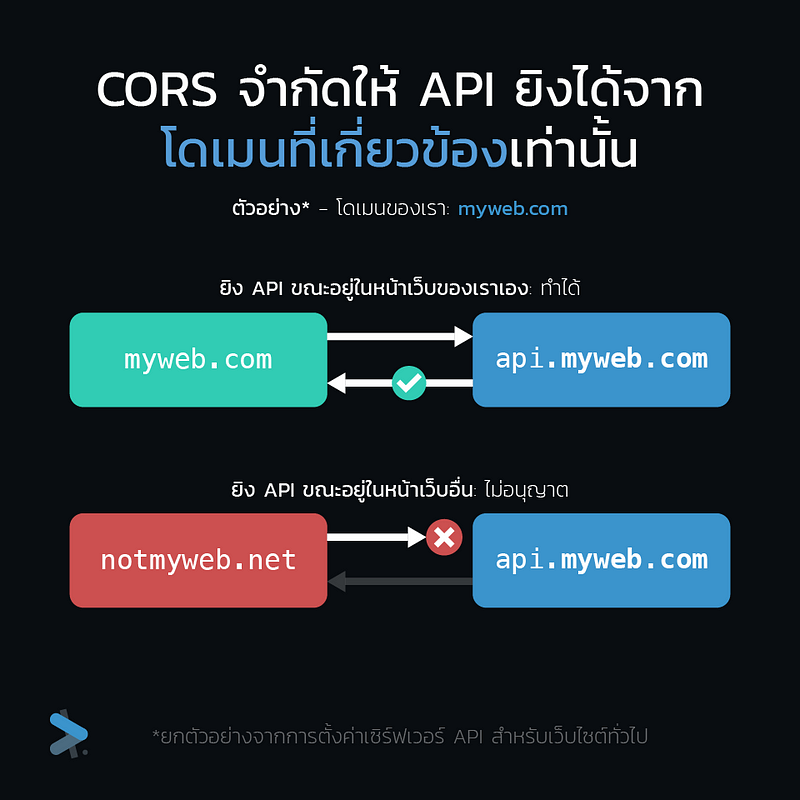 CORS จำกัดให้ API ยิงได้จาก
โดเมนที่เกี่ยวข้องเท่านั้น
ตัวอย่าง* – โดเมนของเรา: myweb.com
ยิง API ขณะอยู่ในหน้าเว็บของเราเอง: ทำได้
myweb.com
api.myweb.com
ยิง API ขณะอยู่ในหน้าเว็บอื่น: ไม่อนุญาต
notmyweb.net
api.myweb.com
*ยกตัวอย่างจากการตั้งค่าเซิร์ฟเวอร์ API สำหรับเว็บไซต์ทั่วไป